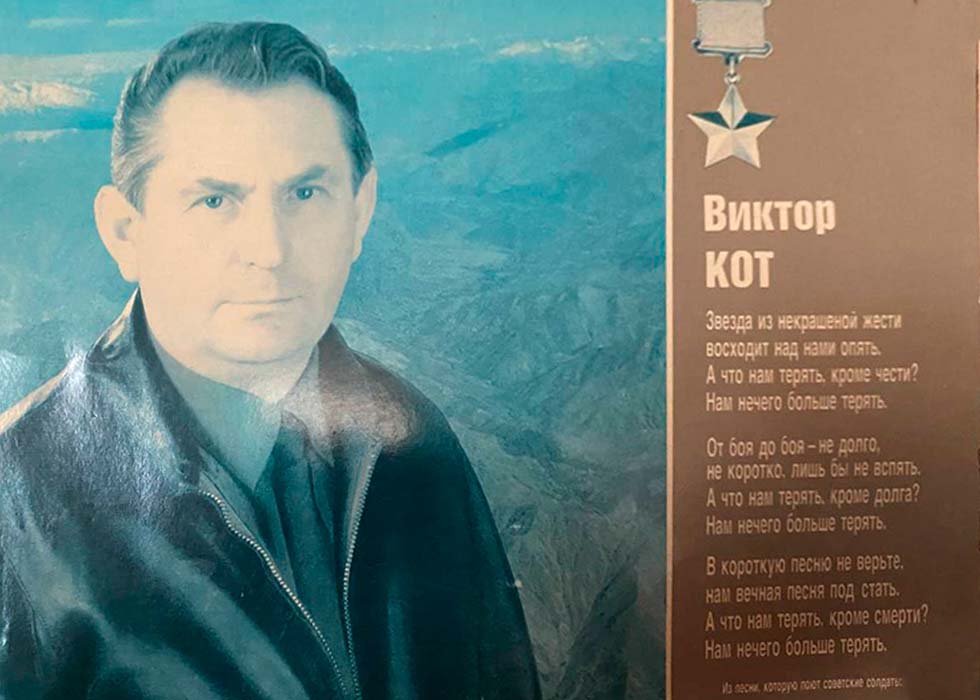 Виктор
КОТ
Звезда из некрашеной жести
восходит над нами опять.
А что нам терять, кроме чести?
Нам нечего больше терять.
От боя до боя – не долго,
не коротко, лишь бы не вспять.
А что нам терять, кроме долга?
Нам нечего больше терять.
В короткую песню не верьте,
нам вечная песня под стать.
А что нам терять, кроме смерти?
Нам нечего больше терять.
Из песни, которую поют советские солдаты: